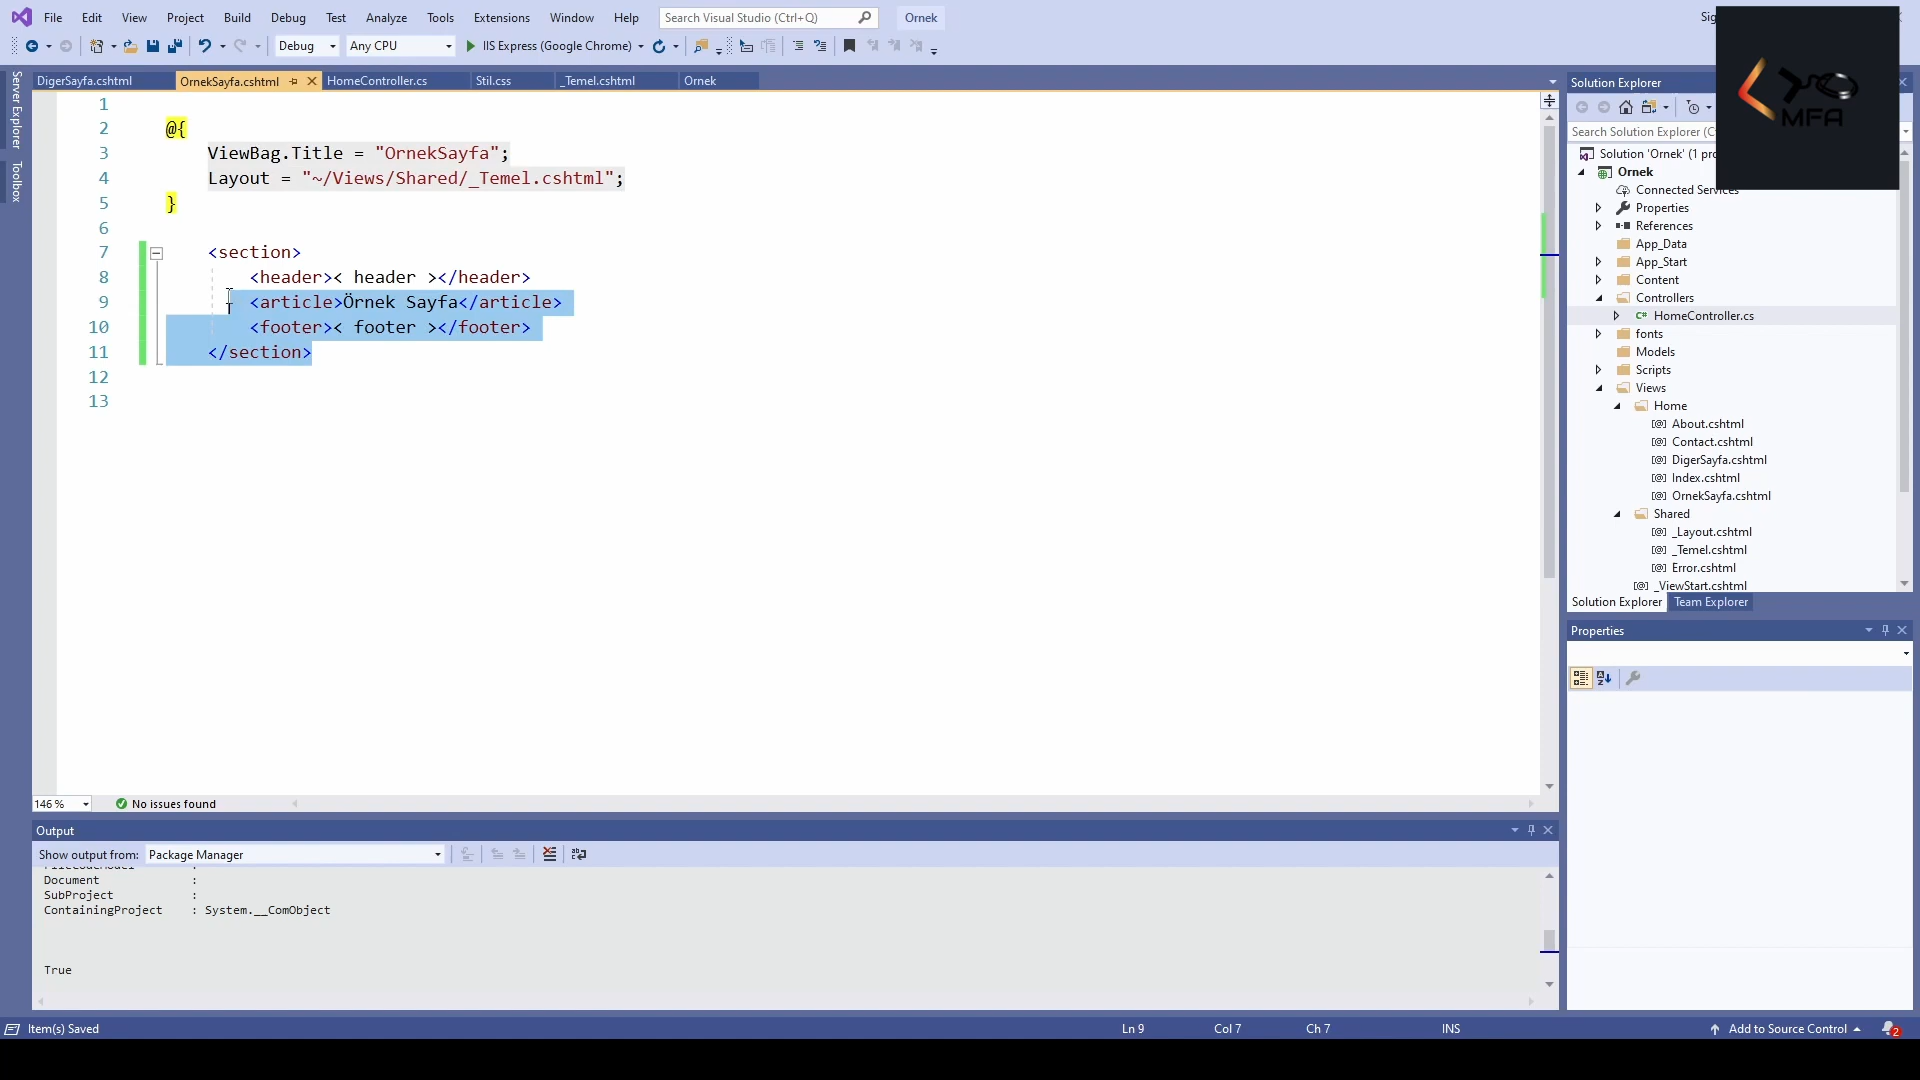 File Edit View Project Build Debug Test Analyze Tools Extensions Window Help Search Visual Studio (Ctrl+Q) Ornek
Debug Any CPU IIS Express (Google Chrome)
MFA
Server Explorer
Toolbox
DigerSayfa.cshtml OrnekSayfa.cshtml HomeController.cs Stil.css _Temel.cshtml Ornek
1
2 @{
3 ViewBag.Title = "OrnekSayfa";
4 Layout = "~/Views/Shared/_Temel.cshtml";
5 }
6
7 <section>
8 <header>< header ></header>
9 <article>Örnek Sayfa</article>
10 <footer>< footer ></footer>
11 </section>
12
13
146 % No issues found
Output
Show output from: Package Manager
Document :
SubProject :
ContainingProject : System.__ComObject
True
Solution Explorer
Search Solution Explorer (C
Solution 'Ornek' (1 pro
Ornek
Connected Services
Properties
References
App_Data
App_Start
Content
Controllers
HomeController.cs
fonts
Models
Scripts
Views
Home
About.cshtml
Contact.cshtml
DigerSayfa.cshtml
Index.cshtml
OrnekSayfa.cshtml
Shared
_Layout.cshtml
_Temel.cshtml
Error.cshtml
_ViewStart.cshtml
Solution Explorer Team Explorer
Properties
Item(s) Saved Ln 9 Col 7 Ch 7 INS Add to Source Control 2